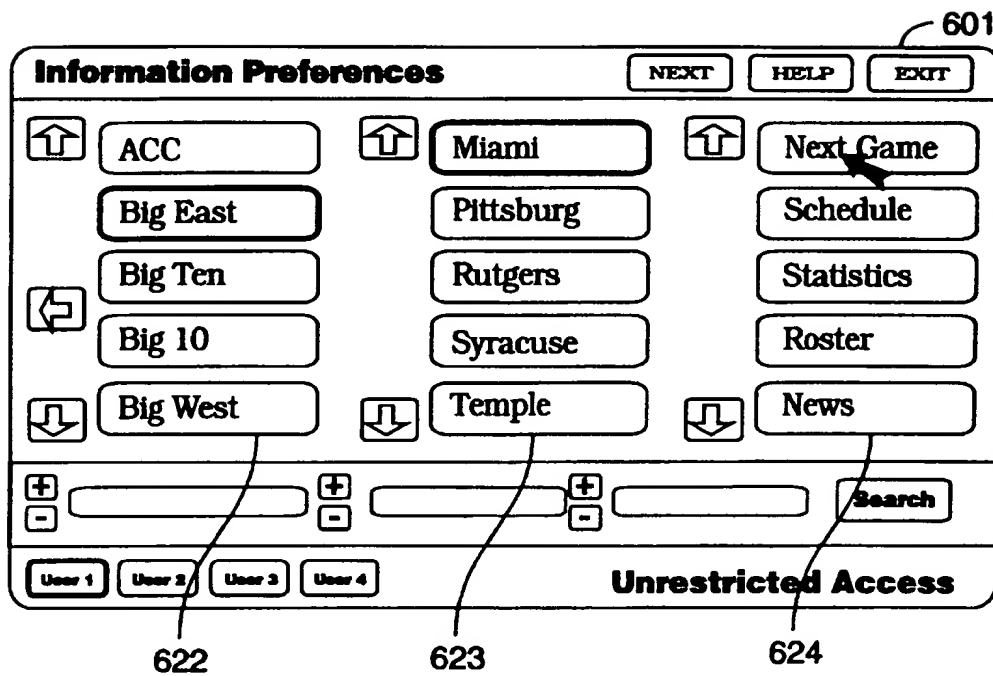 601
Information Preferences NEXT HELP EXIT
ACC Miami Next Game
Big East Pittsburg Schedule
Big Ten Rutgers Statistics
Big 10 Syracuse Roster
Big West Temple News
+ + +
- - -
Search
User 1 User 2 User 3 User 4 Unrestricted Access
622 623 624